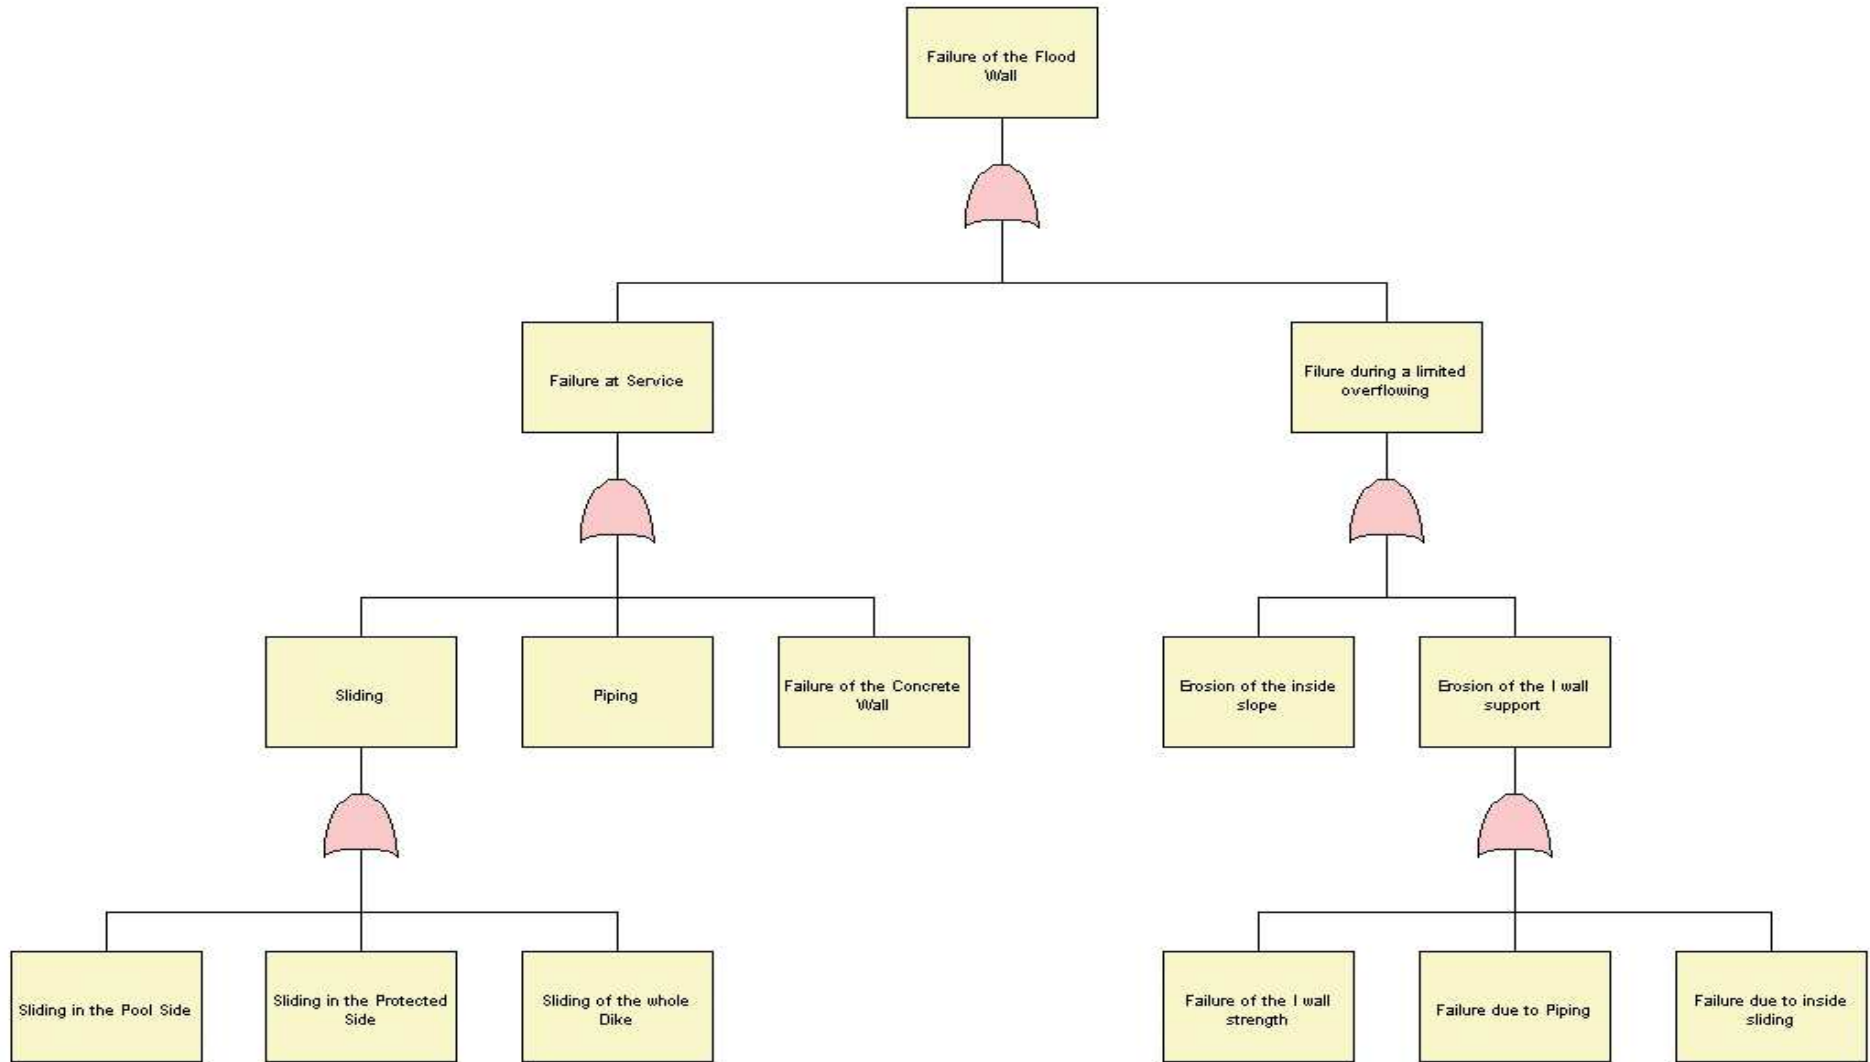 Failure of the Flood
Wall
Failure at Service
Filure during a limited
overflowing
Sliding
Piping
Failure of the Concrete
Wall
Erosion of the inside
slope
Erosion of the I wall
support
Sliding in the Pool Side
Sliding in the Protected
Side
Sliding of the whole
Dike
Failure of the I wall
strength
Failure due to Piping
Failure due to inside
sliding